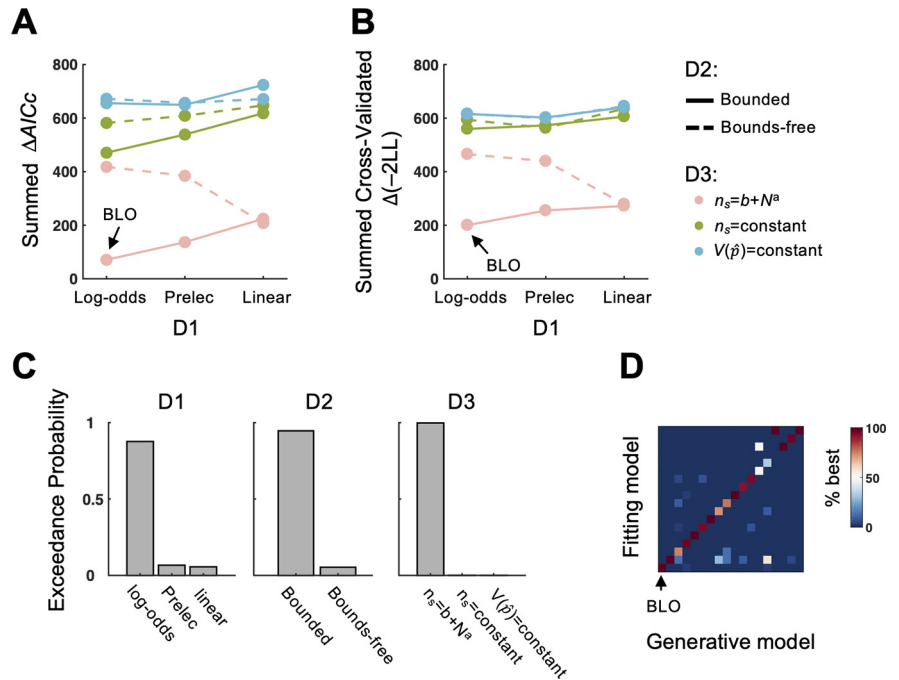 A
B
800
600
400
200
0
Summed ΔAICc
BLO
Log-odds
Prelec
Linear
D1
800
600
400
200
0
Summed Cross-Validated
Δ(−2LL)
BLO
Log-odds
Prelec
Linear
D1
D2:
Bounded
Bounds-free
D3:
nₛ=b+Nᵃ
nₛ=constant
V(p̂)=constant
C
D
D1
D2
D3
Exceedance Probability
1
0.5
0
log-odds
Prelec
linear
Bounded
Bounds-free
nₛ=b+Nᵃ
nₛ=constant
V(p̂)=constant
Fitting model
BLO
Generative model
100
50
0
% best